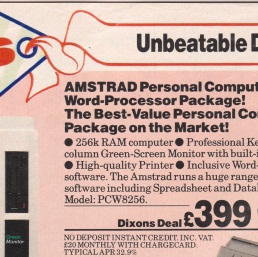 Unbeatable D
AMSTRAD Personal Comput
Word-Processor Package!
The Best-Value Personal Co
Package on the Market!
● 256k RAM computer ● Professional Ke
column Green-Screen Monitor with built-i
● High-quality Printer ● Inclusive Word-
software. The Amstrad runs a huge range
software including Spreadsheet and Datal
Model: PCW8256.
Dixons Deal £399
NO DEPOSIT INSTANT CREDIT. INC. VAT.
£20 MONTHLY WITH CHARGECARD.
TYPICAL APR 32.9%
Green
Monitor